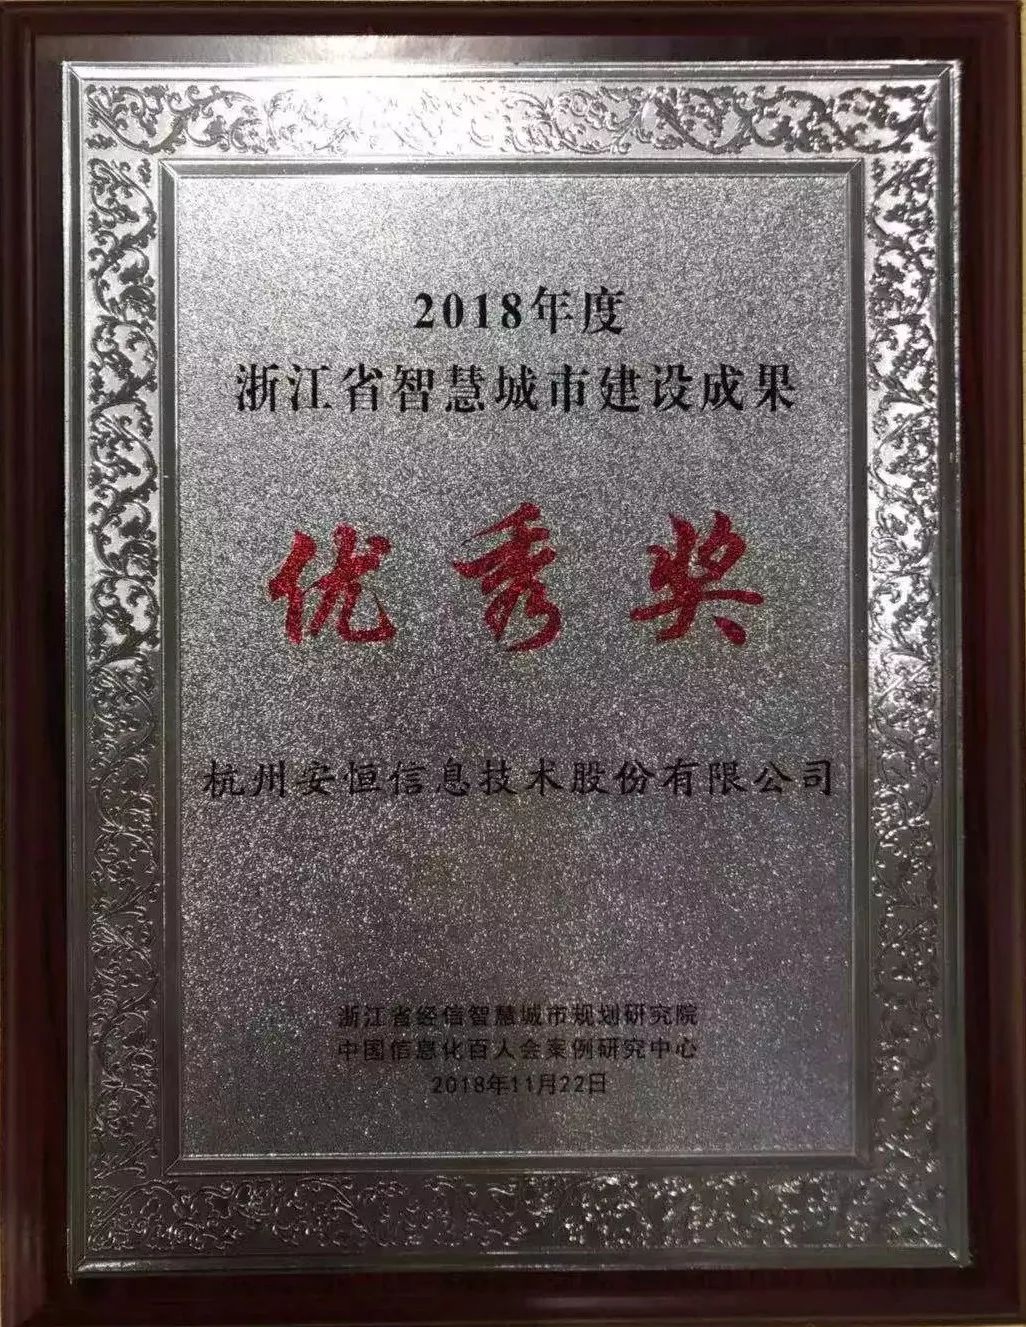 2018年度
浙江省智慧城市建设成果
优秀奖
杭州安恒信息技术股份有限公司
浙江省经信智慧城市规划研究院
中国信息化百人会案例研究中心
2018年11月22日